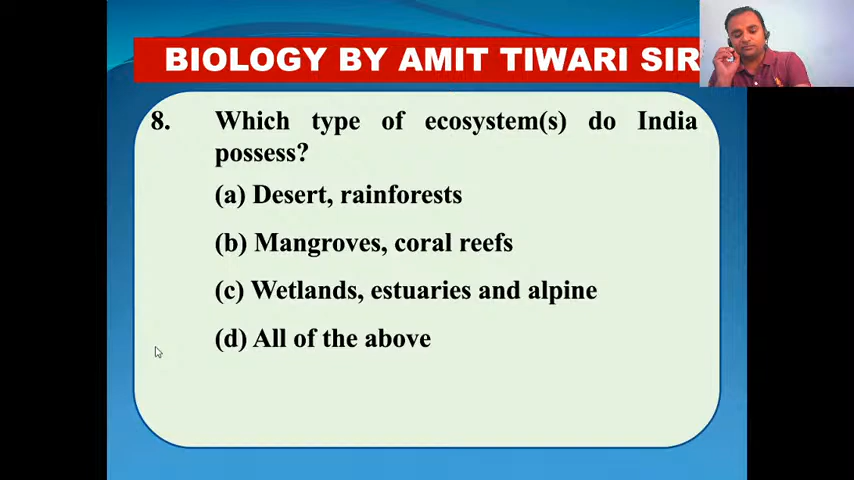 BIOLOGY BY AMIT TIWARI SIR
8. Which type of ecosystem(s) do India
possess?
(a) Desert, rainforests
(b) Mangroves, coral reefs
(c) Wetlands, estuaries and alpine
(d) All of the above